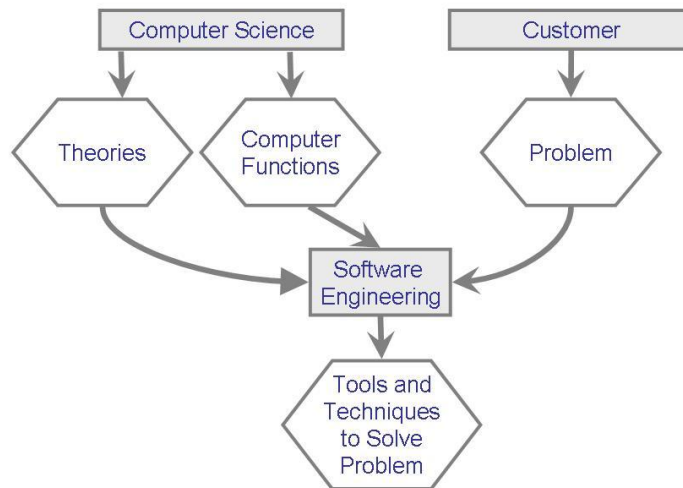 Computer Science
Customer
Theories
Computer
Functions
Problem
Software
Engineering
Tools and
Techniques
to Solve
Problem